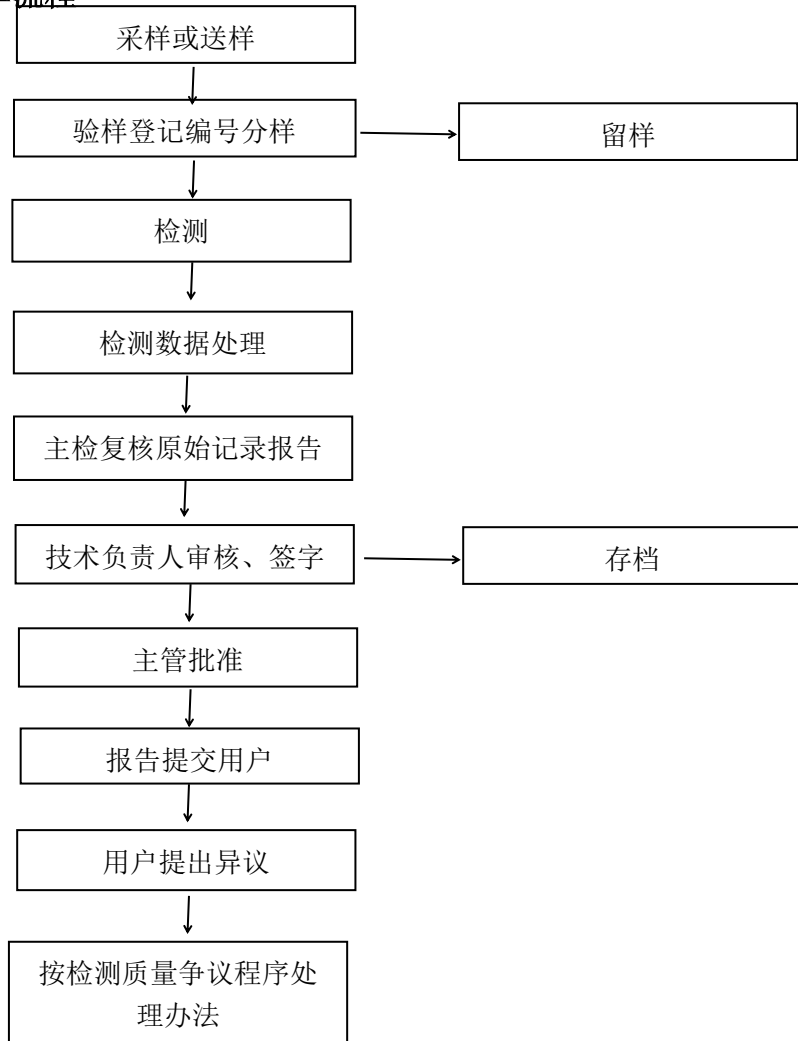 流程
采样或送样
验样登记编号分样
留样
检测
检测数据处理
主检复核原始记录报告
技术负责人审核、签字
存档
主管批准
报告提交用户
用户提出异议
按检测质量争议程序处
理办法